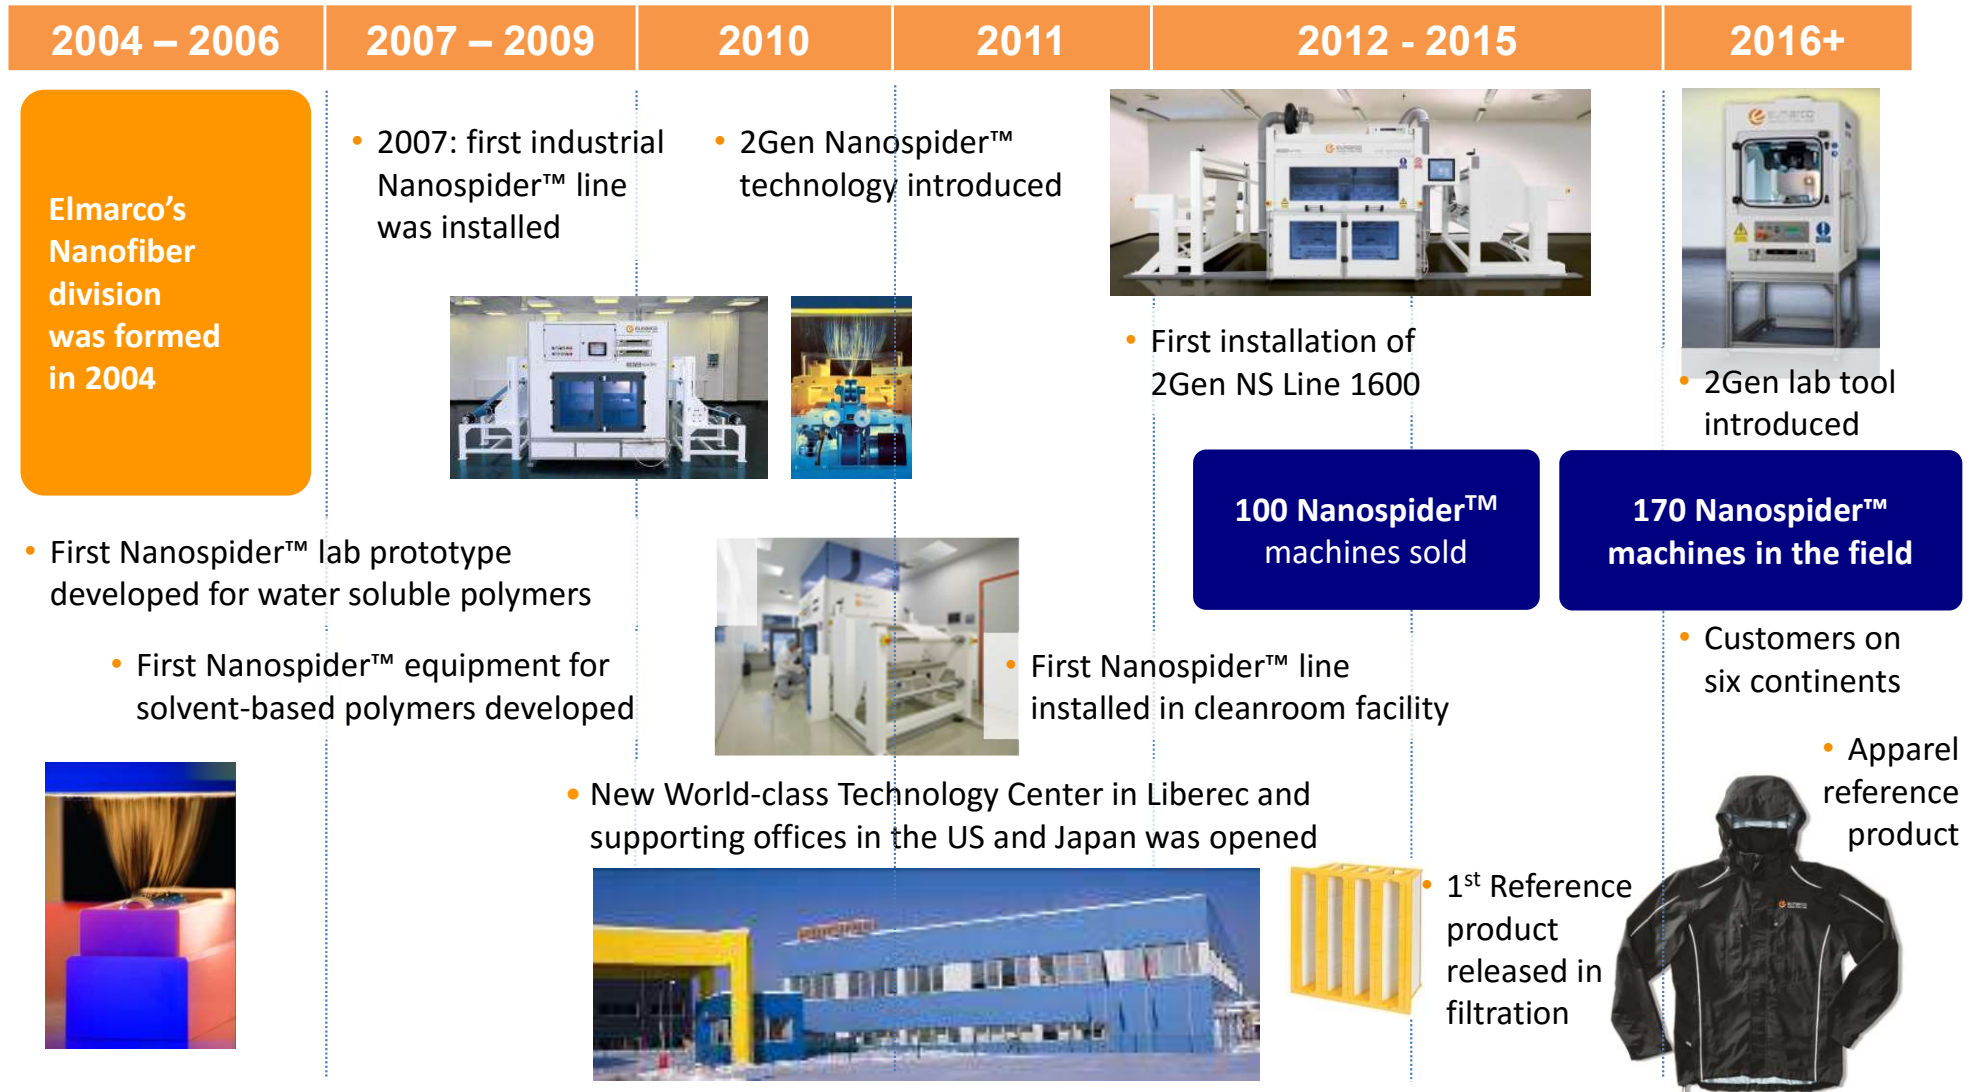 2004 – 2006
2007 – 2009
2010
2011
2012 - 2015
2016+
Elmarco’s
Nanofiber
division
was formed
in 2004
• 2007: first industrial
Nanospider™ line
was installed
• 2Gen Nanospider™
technology introduced
elmarco
elmarco
elmarco
• First installation of
2Gen NS Line 1600
• 2Gen lab tool
introduced
100 Nanospider™
machines sold
170 Nanospider™
machines in the field
• First Nanospider™ lab prototype
developed for water soluble polymers
• First Nanospider™ equipment for
solvent-based polymers developed
• First Nanospider™ line
installed in cleanroom facility
• Customers on
six continents
• Apparel
reference
product
• New World-class Technology Center in Liberec and
supporting offices in the US and Japan was opened
• 1st Reference
product
released in
filtration
elmarco